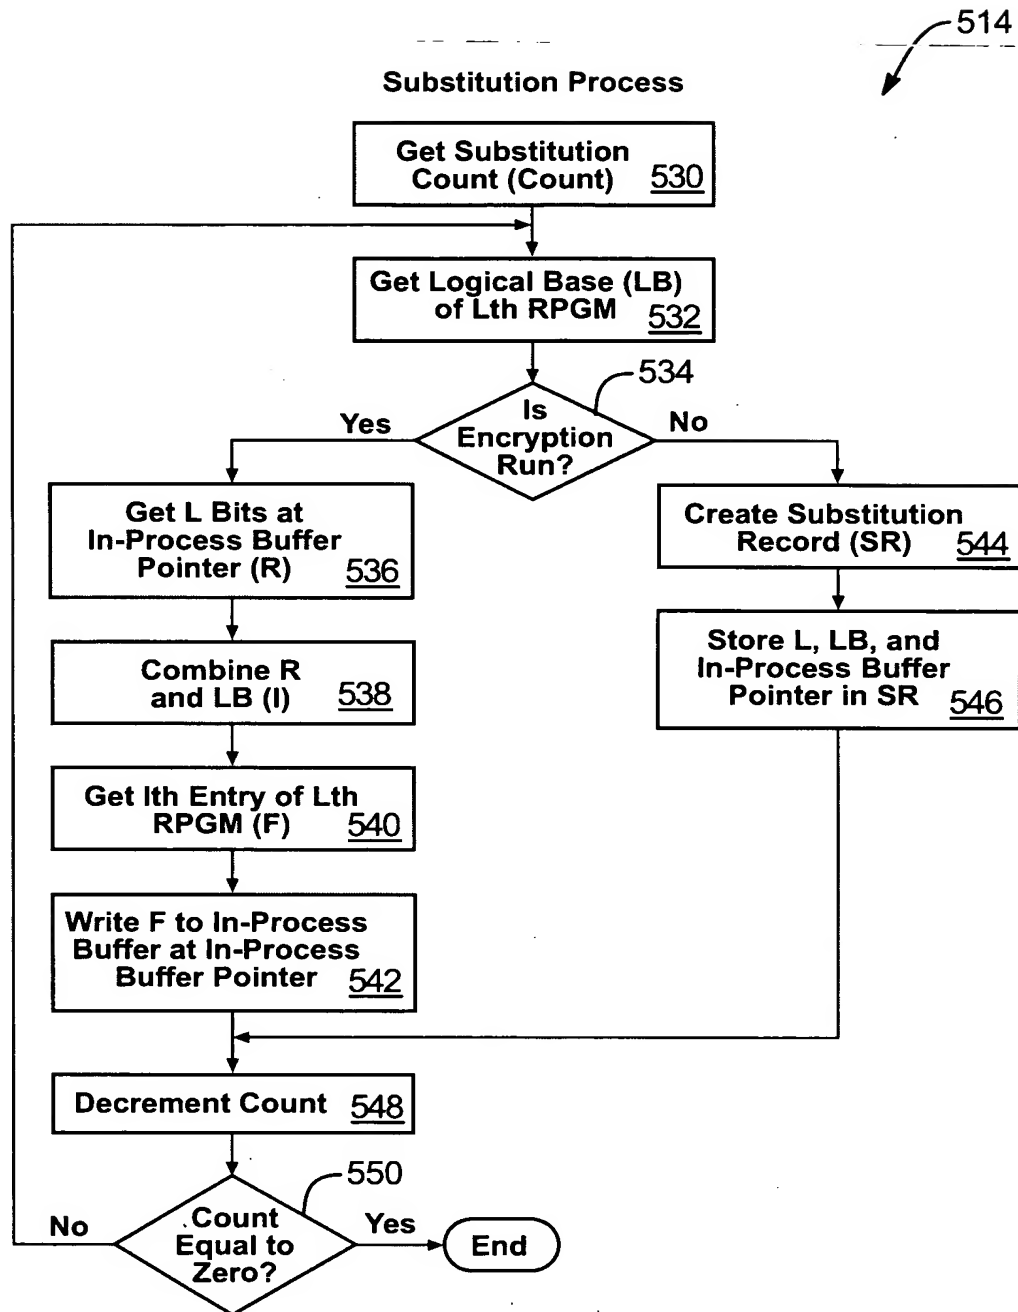 514
Substitution Process
Get Substitution
Count (Count) 530
Get Logical Base (LB)
of Lth RPGM 532
534
Is
Encryption
Run?
Yes
No
Get L Bits at
In-Process Buffer
Pointer (R) 536
Create Substitution
Record (SR) 544
Combine R
and LB (I) 538
Store L, LB, and
In-Process Buffer
Pointer in SR 546
Get Ith Entry of Lth
RPGM (F) 540
Write F to In-Process
Buffer at In-Process
Buffer Pointer 542
Decrement Count 548
550
Count
Equal to
Zero?
No
Yes
End